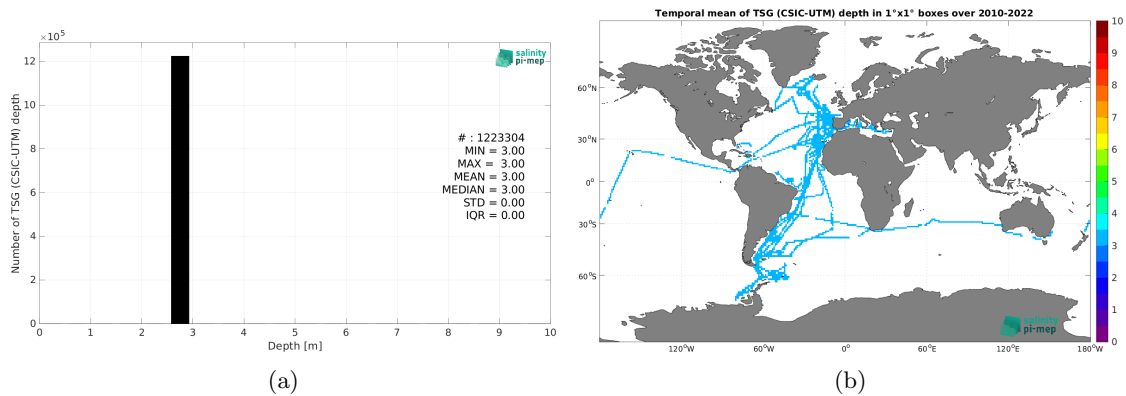 ×10⁵
12
10
8
6
4
2
0
Number of TSG (CSIC-UTM) depth
salinity
pi-mep
# : 1223304
MIN = 3.00
MAX = 3.00
MEAN = 3.00
MEDIAN = 3.00
STD = 0.00
IQR = 0.00
0 1 2 3 4 5 6 7 8 9 10
Depth [m]
(a)
Temporal mean of TSG (CSIC-UTM) depth in 1°x1° boxes over 2010-2022
60°N
30°N
0°
30°S
60°S
120°W 60°W 0° 60°E 120°E 180°W
salinity
pi-mep
10
9
8
7
6
5
4
3
2
1
0
(b)